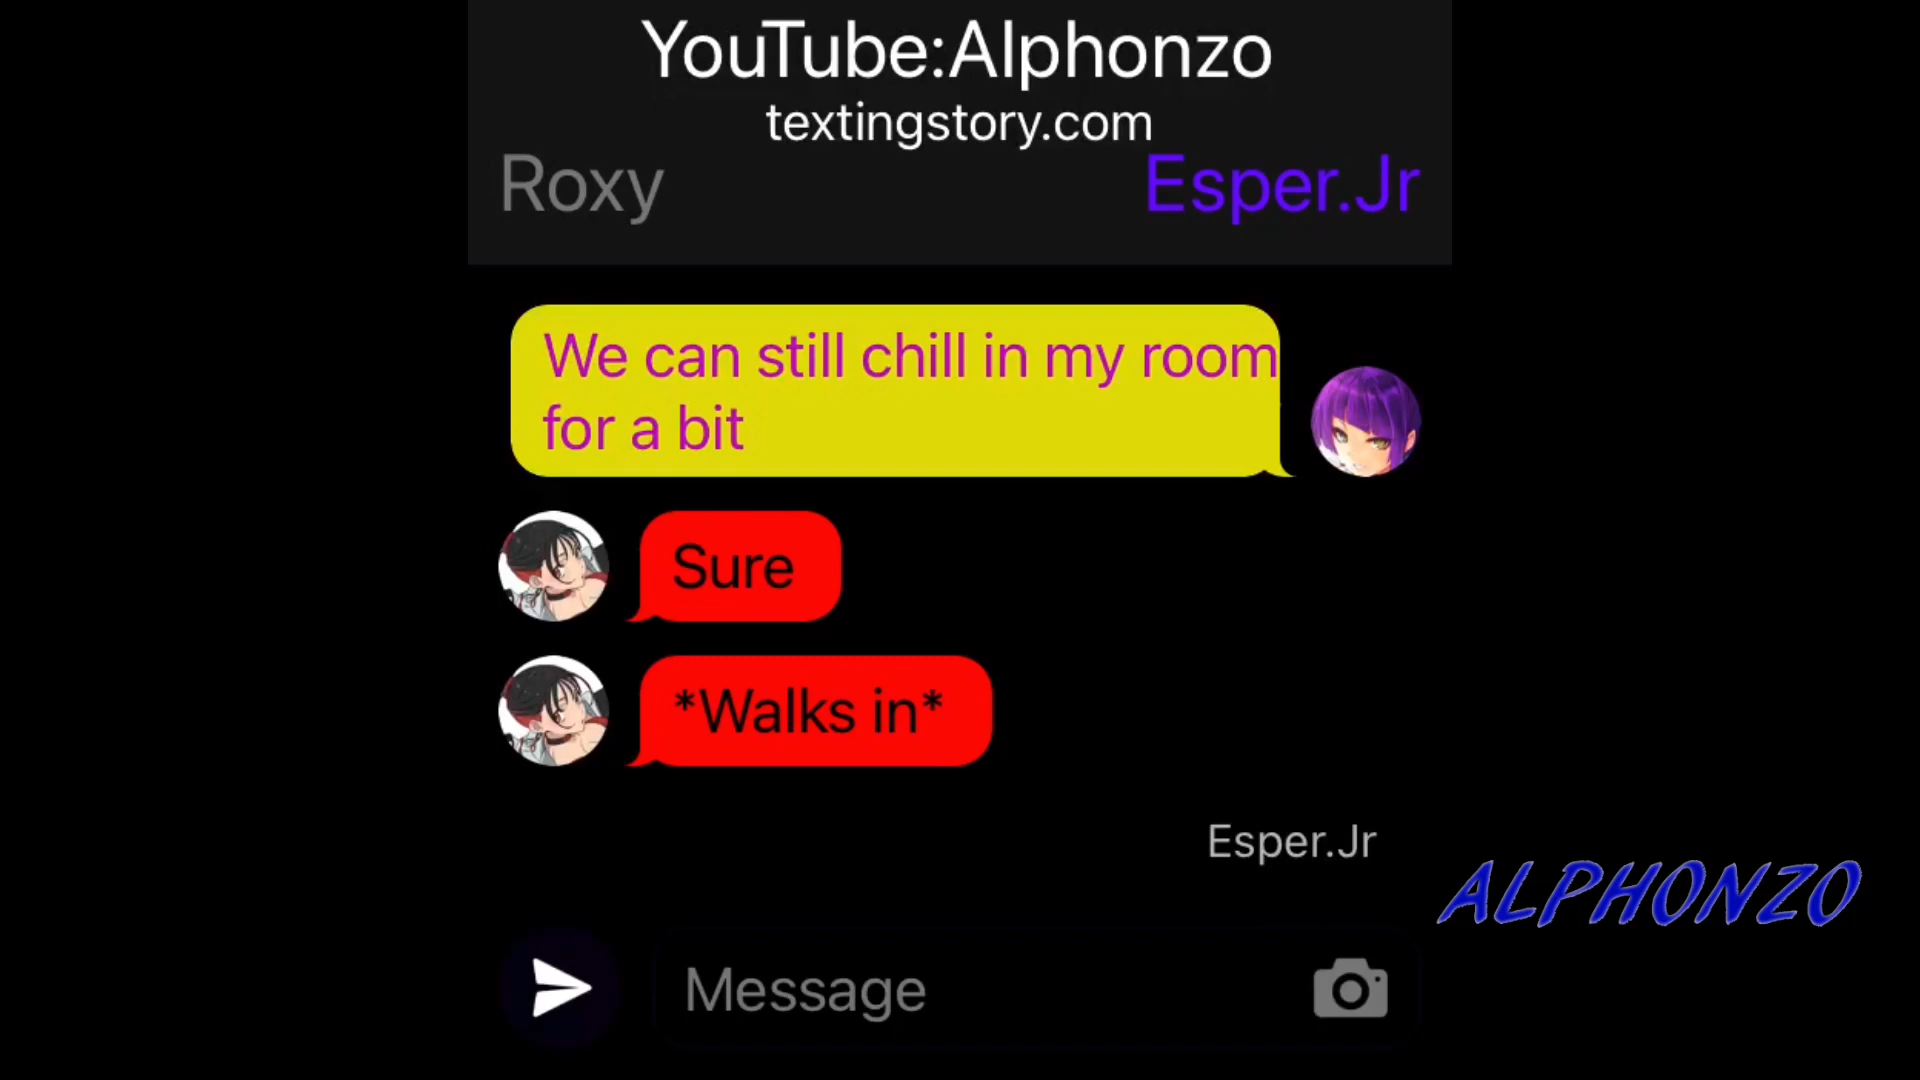 YouTube:Alphonzo
textingstory.com
Roxy
Esper.Jr
We can still chill in my room
for a bit
Sure
*Walks in*
Esper.Jr
ALPHONZO
Message